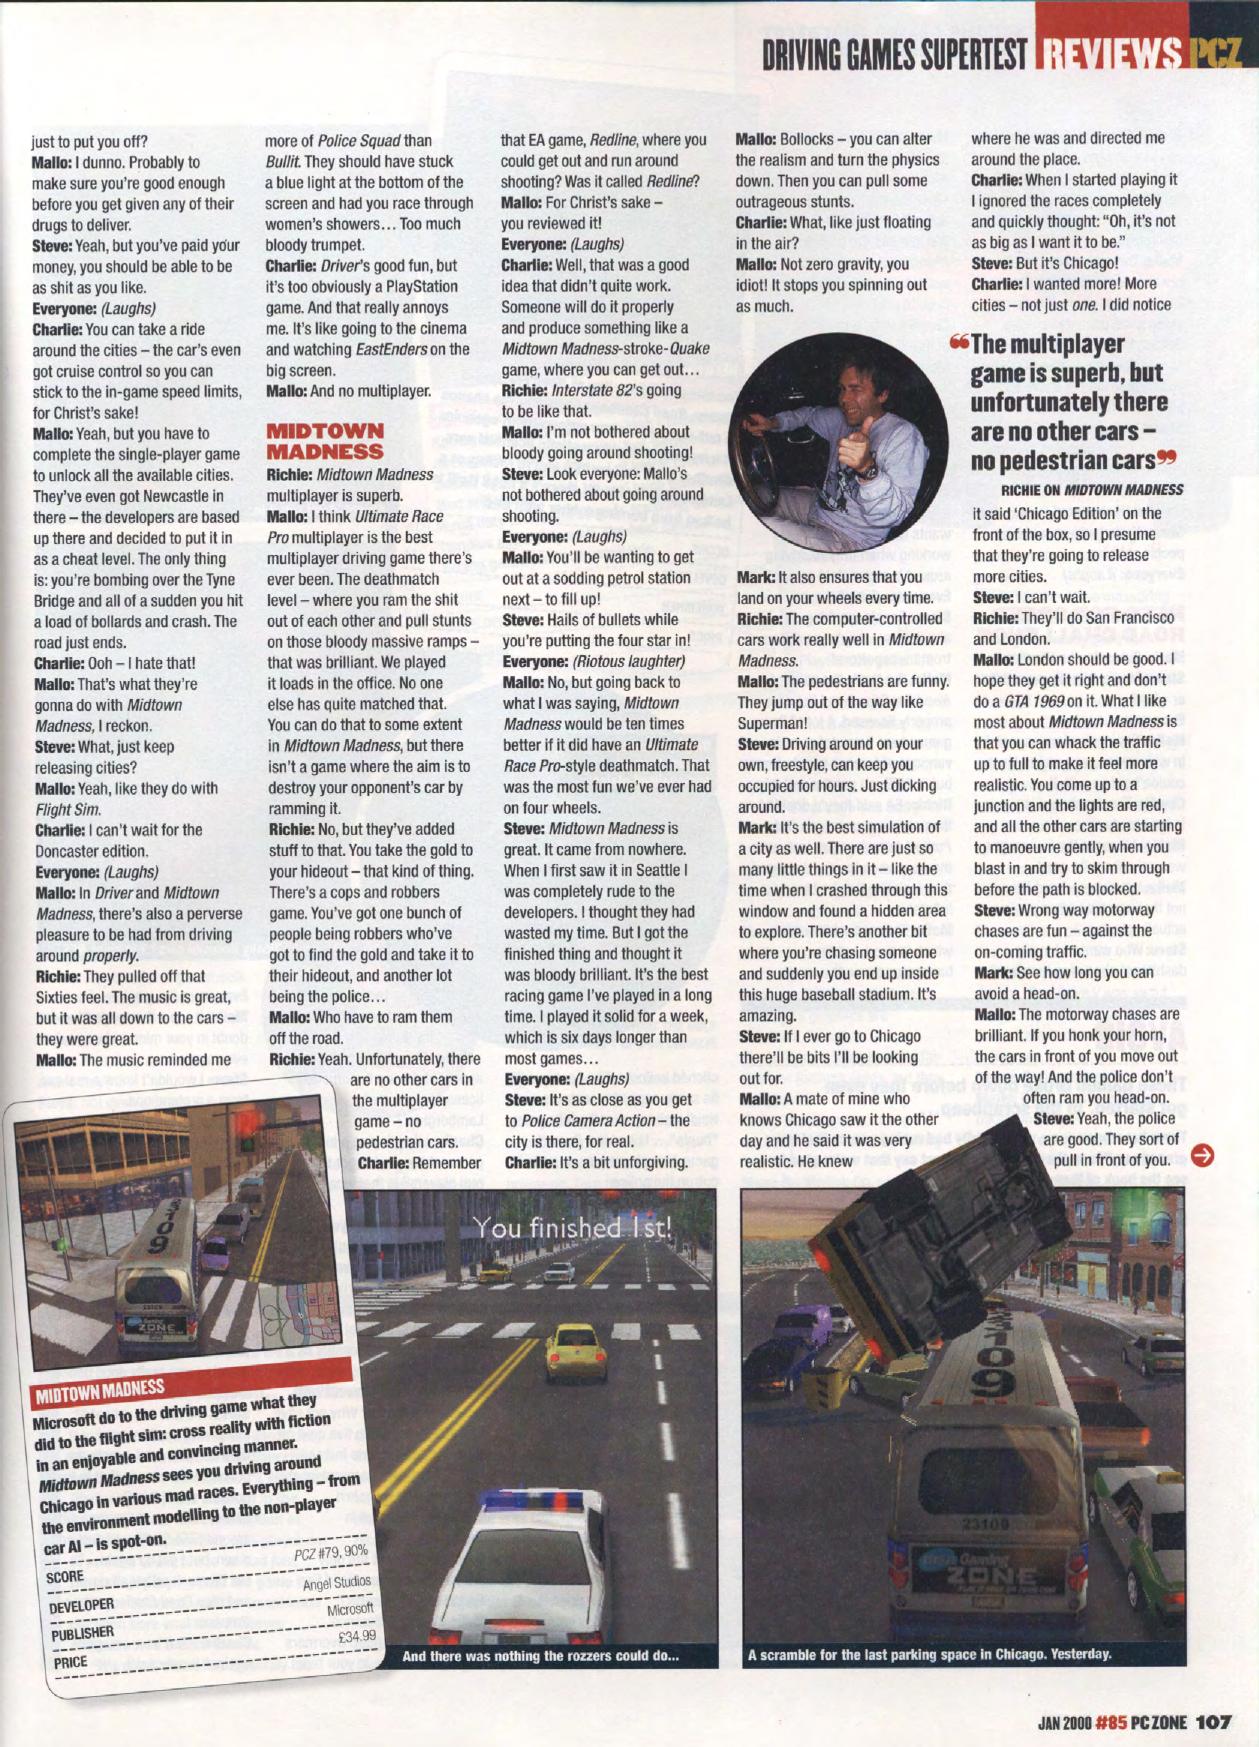 DRIVING GAMES SUPERTEST REVIEWS PCZ
just to put you off?
Mallo: I dunno. Probably to
make sure you're good enough
before you get given any of their
drugs to deliver.
Steve: Yeah, but you've paid your
money, you should be able to be
as shit as you like.
Everyone: (Laughs)
Charlie: You can take a ride
around the cities – the car's even
got cruise control so you can
stick to the in-game speed limits,
for Christ's sake!
Mallo: Yeah, but you have to
complete the single-player game
to unlock all the available cities.
They've even got Newcastle in
there – the developers are based
up there and decided to put it in
as a cheat level. The only thing
is: you're bombing over the Tyne
Bridge and all of a sudden you hit
a load of bollards and crash. The
road just ends.
Charlie: Ooh – I hate that!
Mallo: That's what they're
gonna do with Midtown
Madness, I reckon.
Steve: What, just keep
releasing cities?
Mallo: Yeah, like they do with
Flight Sim.
Charlie: I can't wait for the
Doncaster edition.
Everyone: (Laughs)
Mallo: In Driver and Midtown
Madness, there's also a perverse
pleasure to be had from driving
around properly.
Richie: They pulled off that
Sixties feel. The music is great,
but it was all down to the cars –
they were great.
Mallo: The music reminded me
more of Police Squad than
Bullit. They should have stuck
a blue light at the bottom of the
screen and had you race through
women's showers... Too much
bloody trumpet.
Charlie: Driver's good fun, but
it's too obviously a PlayStation
game. And that really annoys
me. It's like going to the cinema
and watching EastEnders on the
big screen.
Mallo: And no multiplayer.
MIDTOWN
MADNESS
Richie: Midtown Madness
multiplayer is superb.
Mallo: I think Ultimate Race
Pro multiplayer is the best
multiplayer driving game there's
ever been. The deathmatch
level – where you ram the shit
out of each other and pull stunts
on those bloody massive ramps –
that was brilliant. We played
it loads in the office. No one
else has quite matched that.
You can do that to some extent
in Midtown Madness, but there
isn't a game where the aim is to
destroy your opponent's car by
ramming it.
Richie: No, but they've added
stuff to that. You take the gold to
your hideout – that kind of thing.
There's a cops and robbers
game. You've got one bunch of
people being robbers who've
got to find the gold and take it to
their hideout, and another lot
being the police...
Mallo: Who have to ram them
off the road.
Richie: Yeah. Unfortunately, there
are no other cars in
the multiplayer
game – no
pedestrian cars.
Charlie: Remember
that EA game, Redline, where you
could get out and run around
shooting? Was it called Redline?
Mallo: For Christ's sake –
you reviewed it!
Everyone: (Laughs)
Charlie: Well, that was a good
idea that didn't quite work.
Someone will do it properly
and produce something like a
Midtown Madness-stroke-Quake
game, where you can get out...
Richie: Interstate 82's going
to be like that.
Mallo: I'm not bothered about
bloody going around shooting!
Steve: Look everyone: Mallo's
not bothered about going around
shooting.
Everyone: (Laughs)
Mallo: You'll be wanting to get
out at a sodding petrol station
next – to fill up!
Steve: Hails of bullets while
you're putting the four star in!
Everyone: (Riotous laughter)
Mallo: No, but going back to
what I was saying, Midtown
Madness would be ten times
better if it did have an Ultimate
Race Pro-style deathmatch. That
was the most fun we've ever had
on four wheels.
Steve: Midtown Madness is
great. It came from nowhere.
When I first saw it in Seattle I
was completely rude to the
developers. I thought they had
wasted my time. But I got the
finished thing and thought it
was bloody brilliant. It's the best
racing game I've played in a long
time. I played it solid for a week,
which is six days longer than
most games...
Everyone: (Laughs)
Steve: It's as close as you get
to Police Camera Action – the
city is there, for real.
Charlie: It's a bit unforgiving.
Mallo: Bollocks – you can alter
the realism and turn the physics
down. Then you can pull some
outrageous stunts.
Charlie: What, like just floating
in the air?
Mallo: Not zero gravity, you
idiot! It stops you spinning out
as much.
Mark: It also ensures that you
land on your wheels every time.
Richie: The computer-controlled
cars work really well in Midtown
Madness.
Mallo: The pedestrians are funny.
They jump out of the way like
Superman!
Steve: Driving around on your
own, freestyle, can keep you
occupied for hours. Just dicking
around.
Mark: It's the best simulation of
a city as well. There are just so
many little things in it – like the
time when I crashed through this
window and found a hidden area
to explore. There's another bit
where you're chasing someone
and suddenly you end up inside
this huge baseball stadium. It's
amazing.
Steve: If I ever go to Chicago
there'll be bits I'll be looking
out for.
Mallo: A mate of mine who
knows Chicago saw it the other
day and he said it was very
realistic. He knew
where he was and directed me
around the place.
Charlie: When I started playing it
I ignored the races completely
and quickly thought: "Oh, it's not
as big as I want it to be."
Steve: But it's Chicago!
Charlie: I wanted more! More
cities – not just one. I did notice
“The multiplayer
game is superb, but
unfortunately there
are no other cars –
no pedestrian cars”
RICHIE ON MIDTOWN MADNESS
it said 'Chicago Edition' on the
front of the box, so I presume
that they're going to release
more cities.
Steve: I can't wait.
Richie: They'll do San Francisco
and London.
Mallo: London should be good. I
hope they get it right and don't
do a GTA 1969 on it. What I like
most about Midtown Madness is
that you can whack the traffic
up to full to make it feel more
realistic. You come up to a
junction and the lights are red,
and all the other cars are starting
to manoeuvre gently, when you
blast in and try to skim through
before the path is blocked.
Steve: Wrong way motorway
chases are fun – against the
on-coming traffic.
Mark: See how long you can
avoid a head-on.
Mallo: The motorway chases are
brilliant. If you honk your horn,
the cars in front of you move out
of the way! And the police don't
often ram you head-on.
Steve: Yeah, the police
are good. They sort of
pull in front of you.
309
23109
Gaming
ZONE
MIDTOWN MADNESS
Microsoft do to the driving game what they
did to the flight sim: cross reality with fiction
in an enjoyable and convincing manner.
Midtown Madness sees you driving around
Chicago in various mad races. Everything – from
the environment modelling to the non-player
car AI – is spot-on.
SCORE PCZ #79, 90%
DEVELOPER Angel Studios
PUBLISHER Microsoft
PRICE £34.99
You finished 1st!
And there was nothing the rozzers could do...
309
23109
Gaming
ZONE
A scramble for the last parking space in Chicago. Yesterday.
JAN 2000 #85 PC ZONE 107